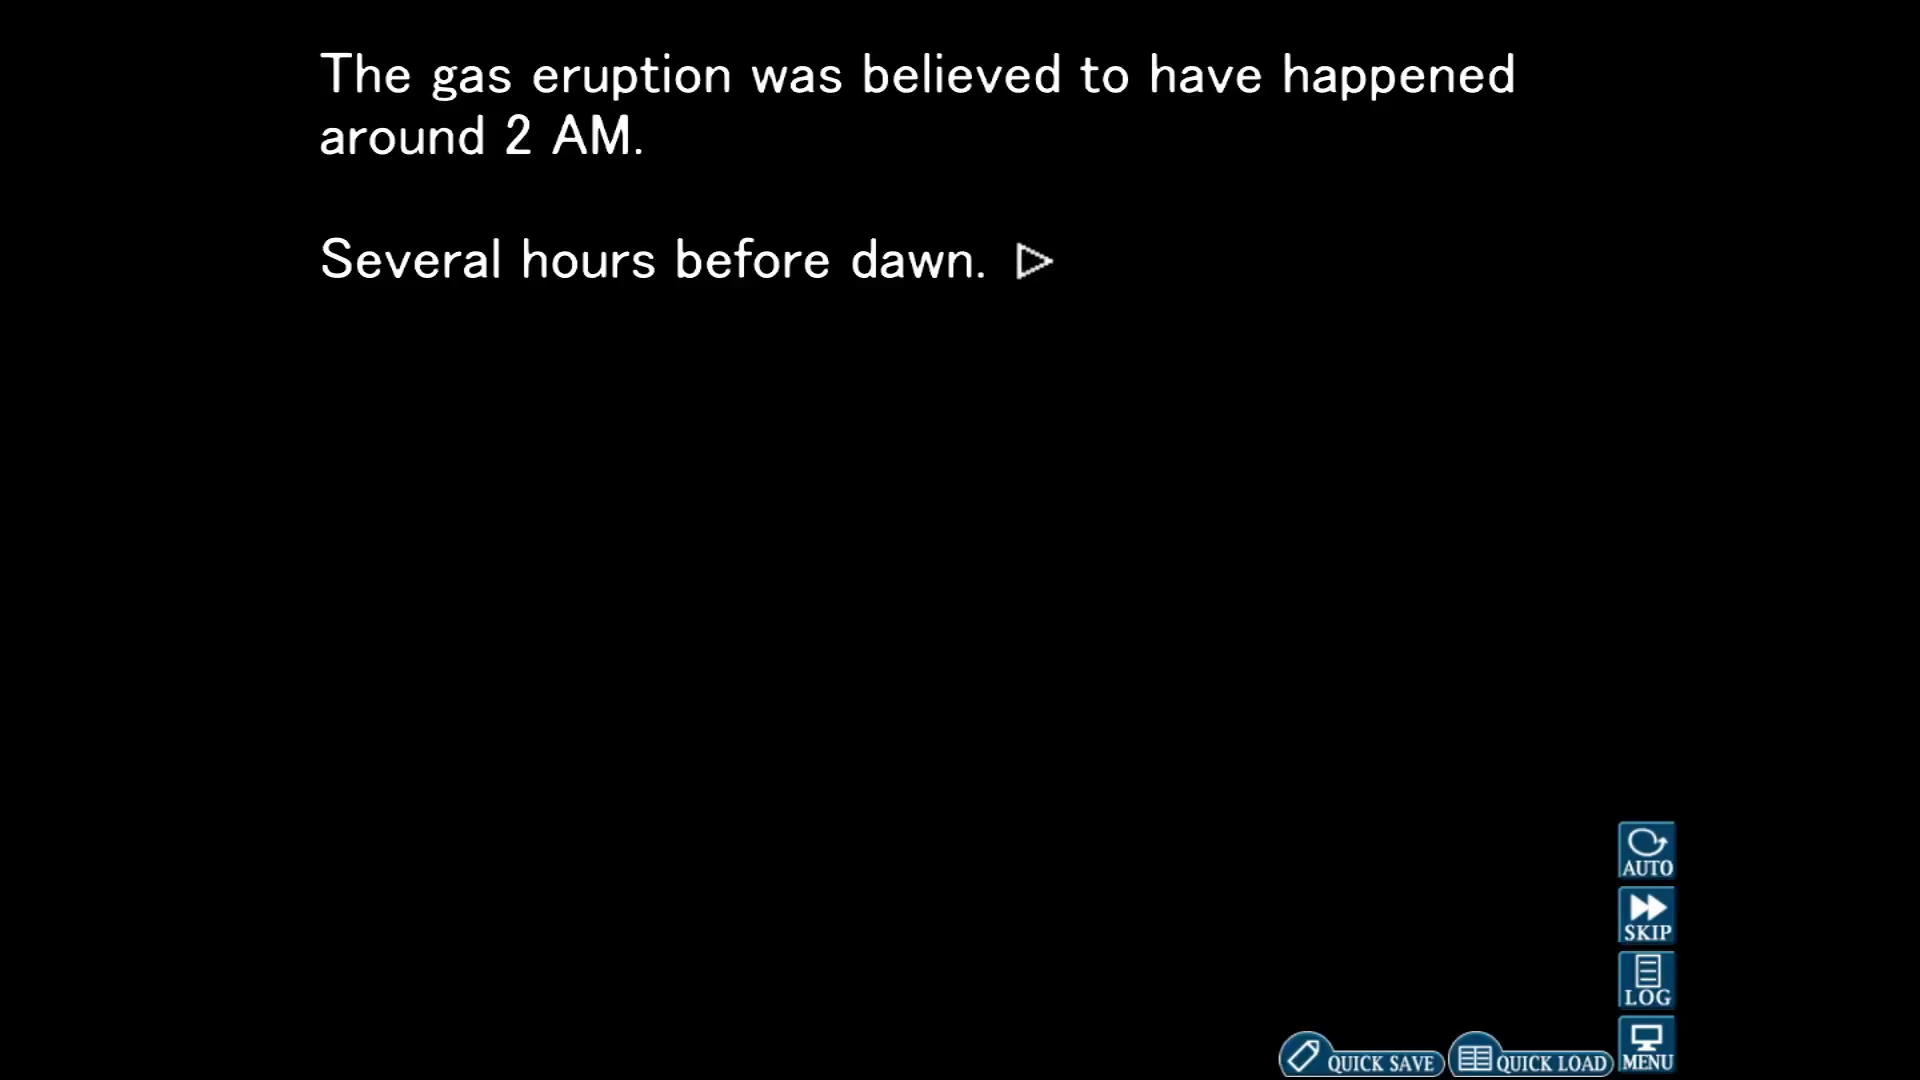 The gas eruption was believed to have happened
around 2 AM.
Several hours before dawn.
AUTO
SKIP
LOG
MENU
QUICK SAVE
QUICK LOAD